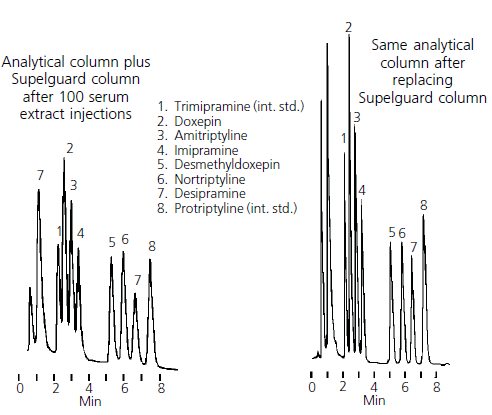 Analytical column plus
Supelguard column
after 100 serum
extract injections
1. Trimipramine (int. std.)
2. Doxepin
3. Amitriptyline
4. Imipramine
5. Desmethyldoxepin
6. Nortriptyline
7. Desipramine
8. Protriptyline (int. std.)
Same analytical
column after
replacing
Supelguard column
7
1
2
3
4
5
6
7
8
0 2 4 6 8
Min
1
2
3
4
5
6
7
8
0 2 4 6 8
Min